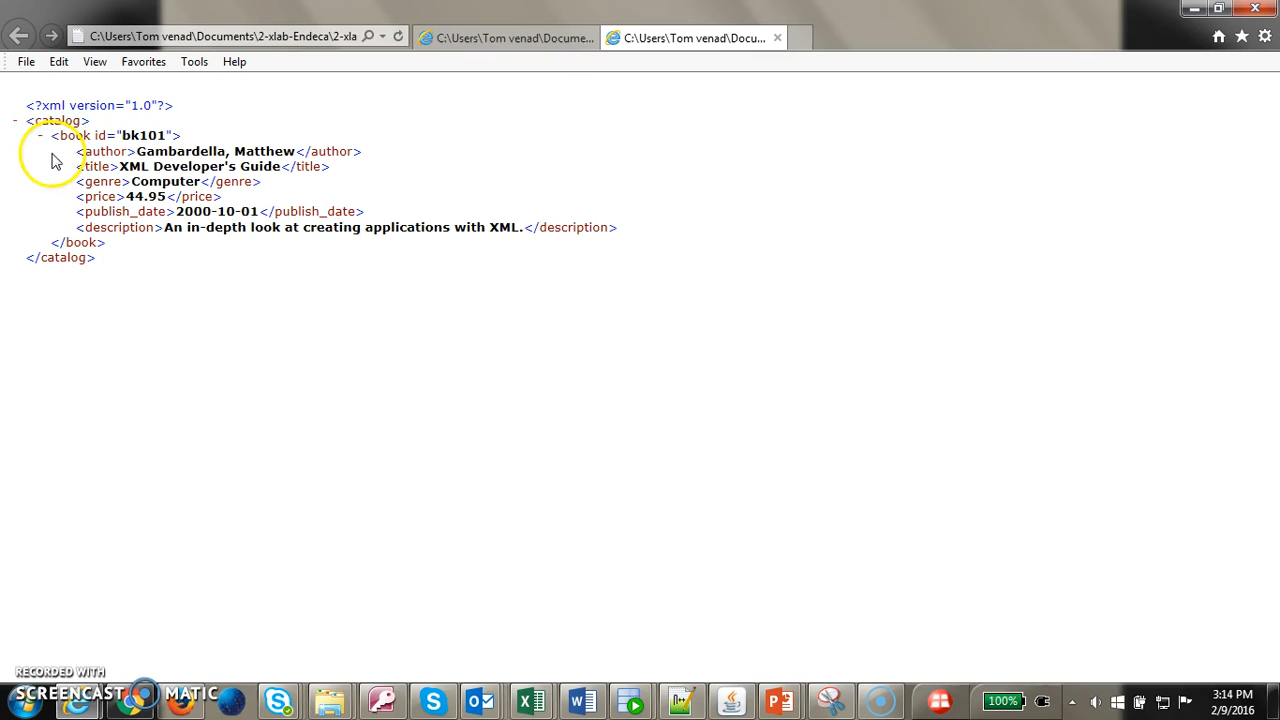 C:\Users\Tom venad\Documents\2-xlab-Endeca\2-xla
C:\Users\Tom venad\Docume...
C:\Users\Tom venad\Docu...
File Edit View Favorites Tools Help
<?xml version="1.0"?>
- <catalog>
- <book id="bk101">
<author>Gambardella, Matthew</author>
<title>XML Developer's Guide</title>
<genre>Computer</genre>
<price>44.95</price>
<publish_date>2000-10-01</publish_date>
<description>An in-depth look at creating applications with XML.</description>
</book>
</catalog>
RECORDED WITH
SCREENCAST MATIC
100%
3:14 PM
2/9/2016